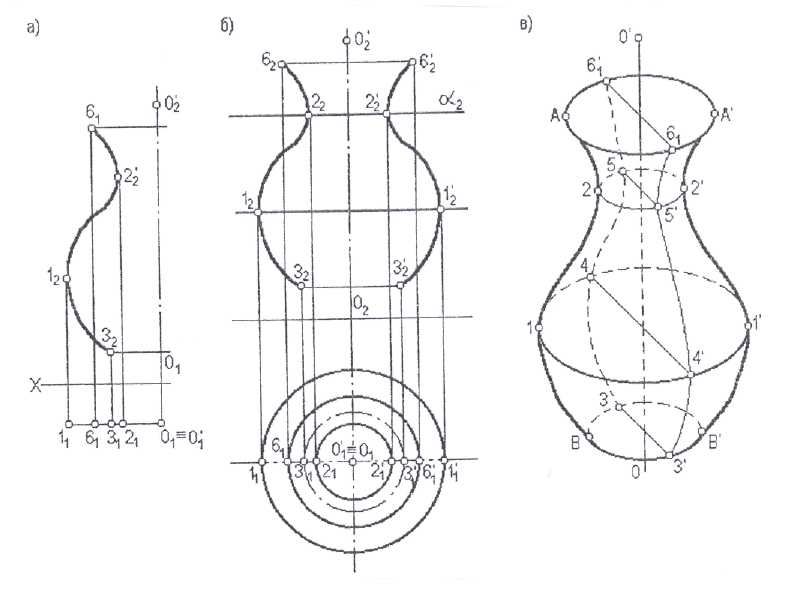 а)
0₂'
6₁
2₂'
1₂
3₂
0₁
X
1₁ 6₁ 3₁ 2₁ 0₁≡0₁'
б)
0₂'
6₂ 6₂'
2₂ 2₂' α₂
1₂ 1₂'
3₂ 3₂'
0₂
6₁ 0₁'≡0₁
1₁ 3₁ 2₁ 2₁' 3₁' 6₁' 1₁'
в)
0'
6₁'
A A'
6₁
5
2 2'
5'
4
1 1'
4'
3
B B'
0 3'